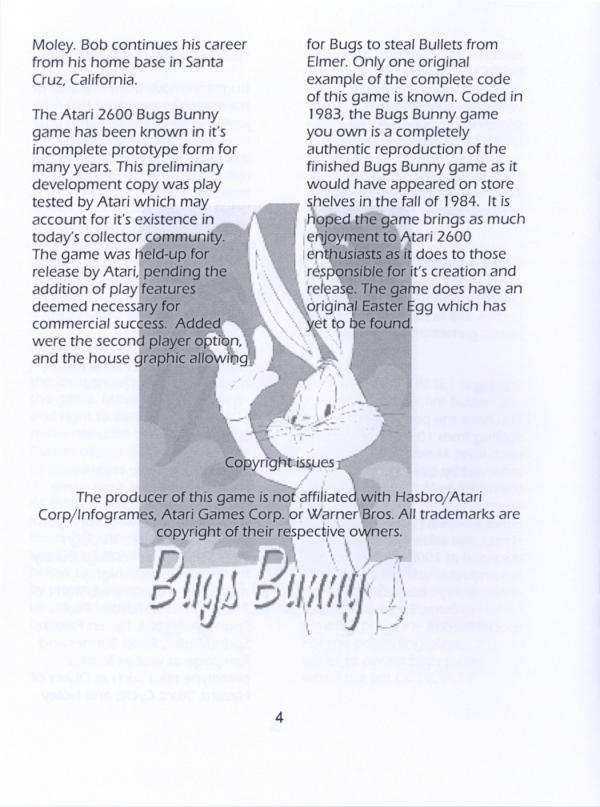 Moley. Bob continues his career
from his home base in Santa
Cruz, California.
The Atari 2600 Bugs Bunny
game has been known in it's
incomplete prototype form for
many years. This preliminary
development copy was play
tested by Atari which may
account for it's existence in
today's collector community.
The game was held-up for
release by Atari, pending the
addition of play features
deemed necessary for
commercial success.  Added
were the second player option,
and the house graphic allowing
for Bugs to steal Bullets from
Elmer. Only one original
example of the complete code
of this game is known. Coded in
1983, the Bugs Bunny game
you own is a completely
authentic reproduction of the
finished Bugs Bunny game as it
would have appeared on store
shelves in the fall of 1984.  It is
hoped the game brings as much
enjoyment to Atari 2600
enthusiasts as it does to those
responsible for it's creation and
release. The game does have an
original Easter Egg which has
yet to be found.
Copyright issues
The producer of this game is not affiliated with Hasbro/Atari
Corp/Infogrames, Atari Games Corp. or Warner Bros. All trademarks are
copyright of their respective owners.
Bugs Bunny
4